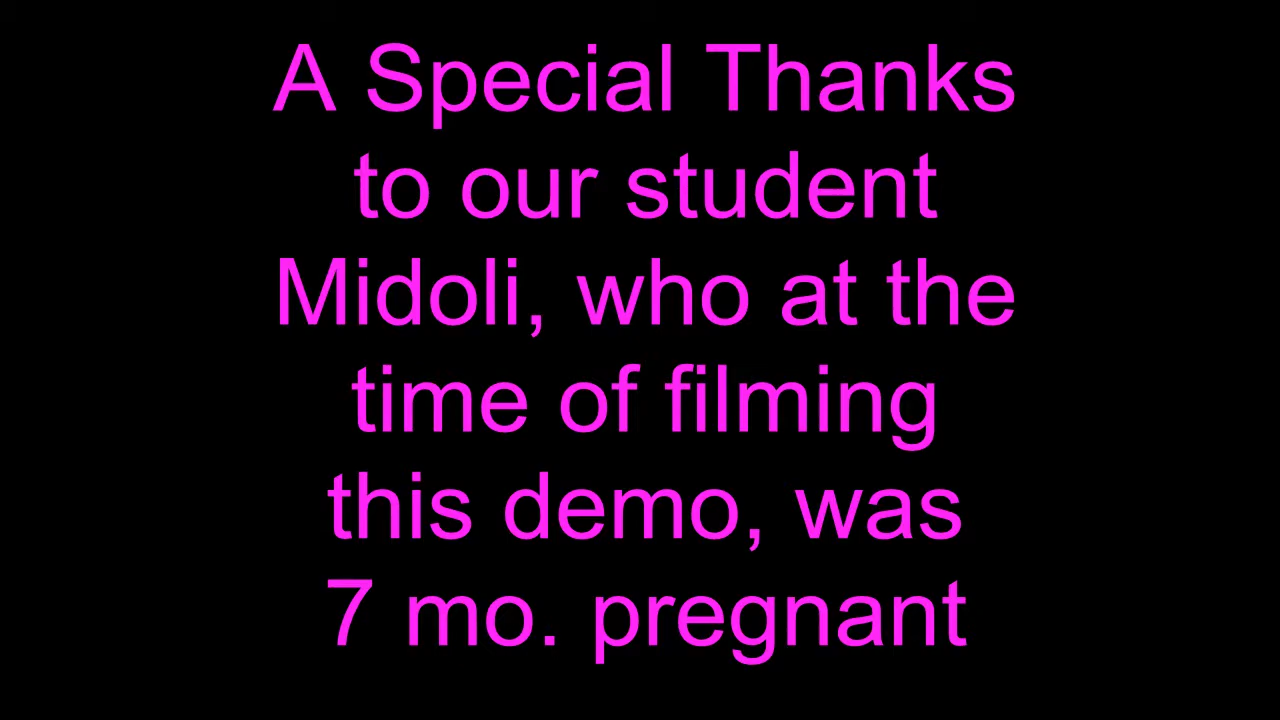 A Special Thanks
to our student
Midoli, who at the
time of filming
this demo, was
7 mo. pregnant